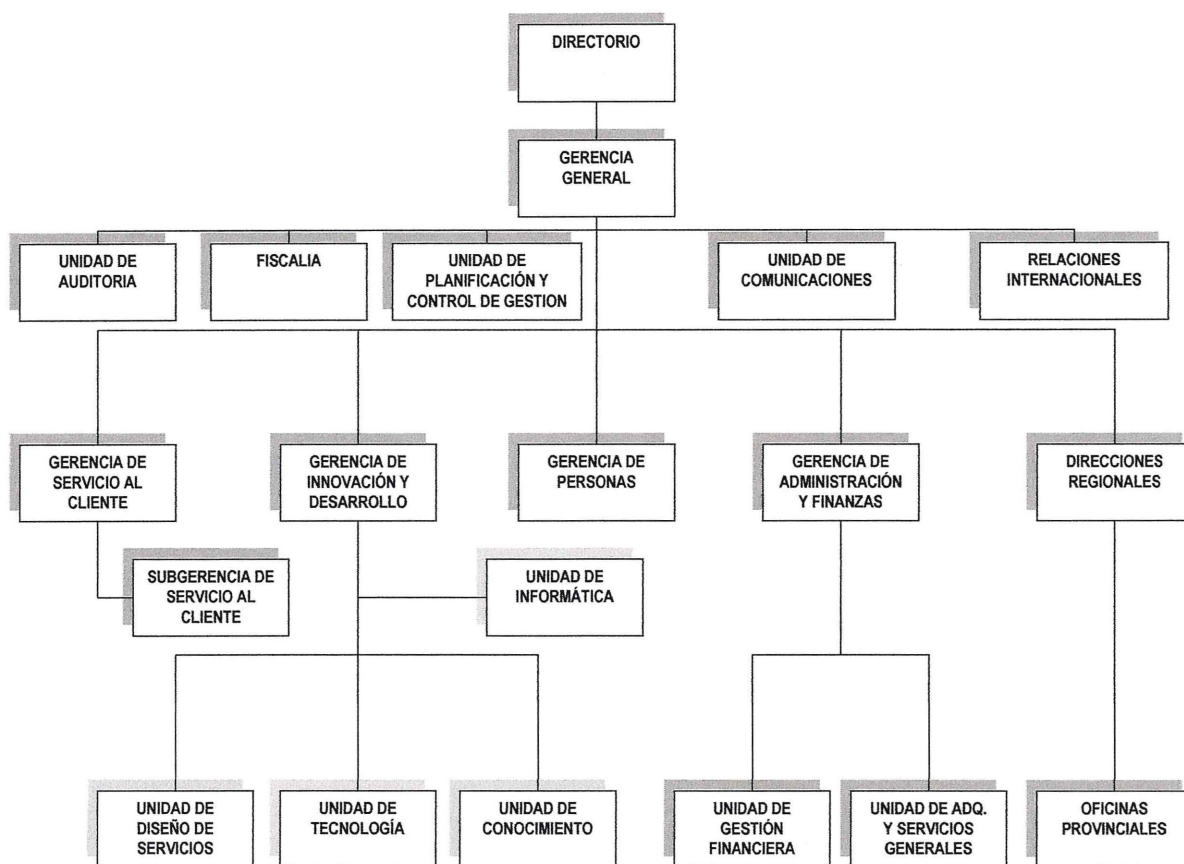 DIRECTORIO
GERENCIA
GENERAL
UNIDAD DE
AUDITORIA
FISCALIA
UNIDAD DE
PLANIFICACIÓN Y
CONTROL DE GESTION
UNIDAD DE
COMUNICACIONES
RELACIONES
INTERNACIONALES
GERENCIA DE
SERVICIO AL
CLIENTE
GERENCIA DE
INNOVACIÓN Y
DESARROLLO
GERENCIA DE
PERSONAS
GERENCIA DE
ADMINISTRACIÓN
Y FINANZAS
DIRECCIONES
REGIONALES
SUBGERENCIA DE
SERVICIO AL
CLIENTE
UNIDAD DE
INFORMÁTICA
UNIDAD DE
DISEÑO DE
SERVICIOS
UNIDAD DE
TECNOLOGÍA
UNIDAD DE
CONOCIMIENTO
UNIDAD DE
GESTIÓN
FINANCIERA
UNIDAD DE ADQ.
Y SERVICIOS
GENERALES
OFICINAS
PROVINCIALES